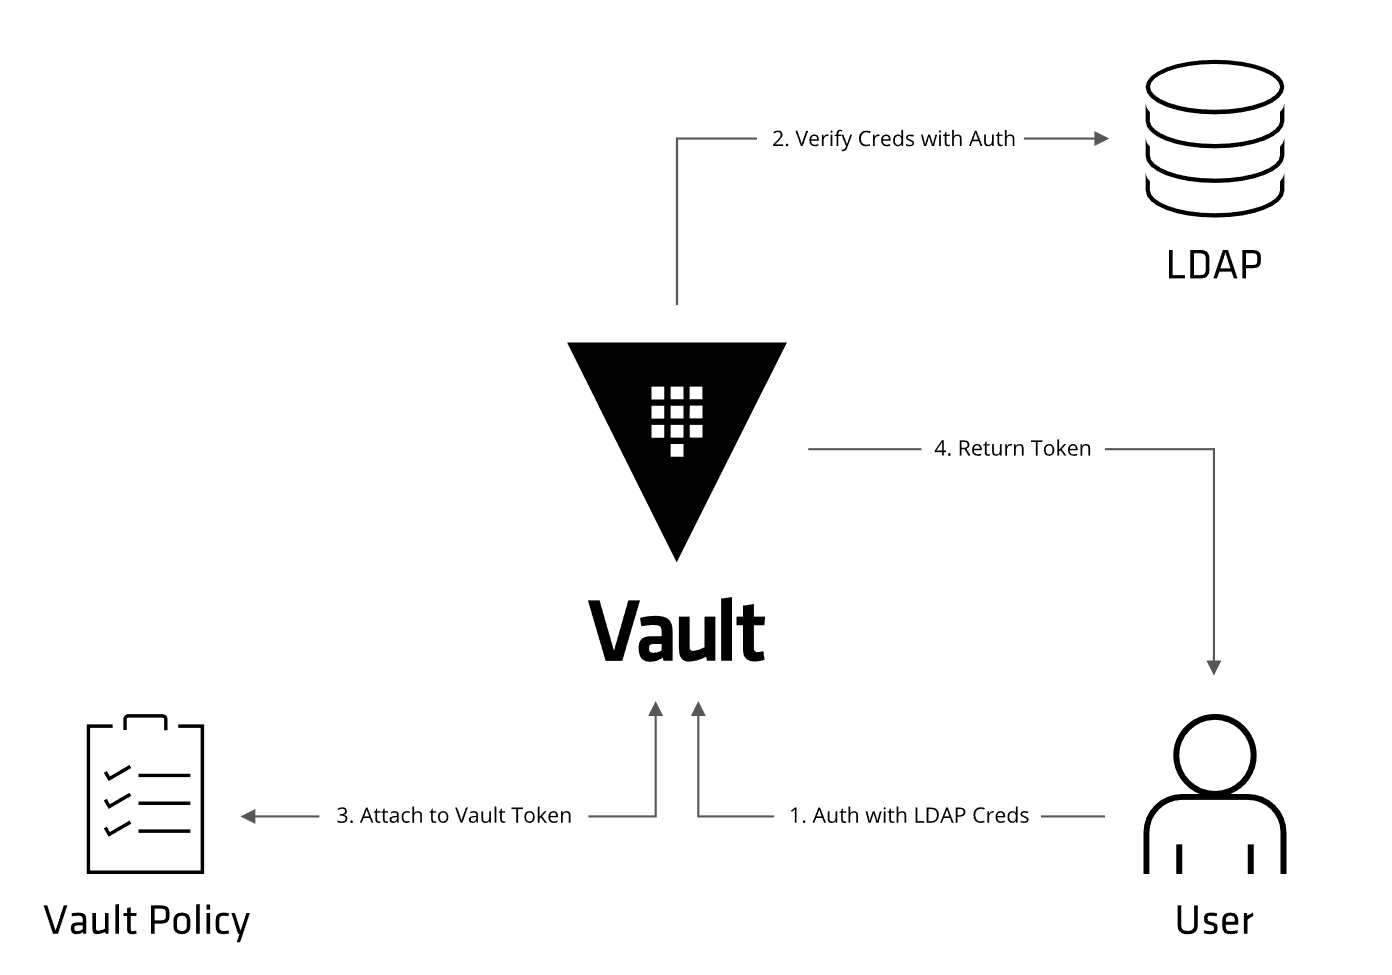 2. Verify Creds with Auth
LDAP
4. Return Token
Vault
3. Attach to Vault Token
1. Auth with LDAP Creds
Vault Policy
User